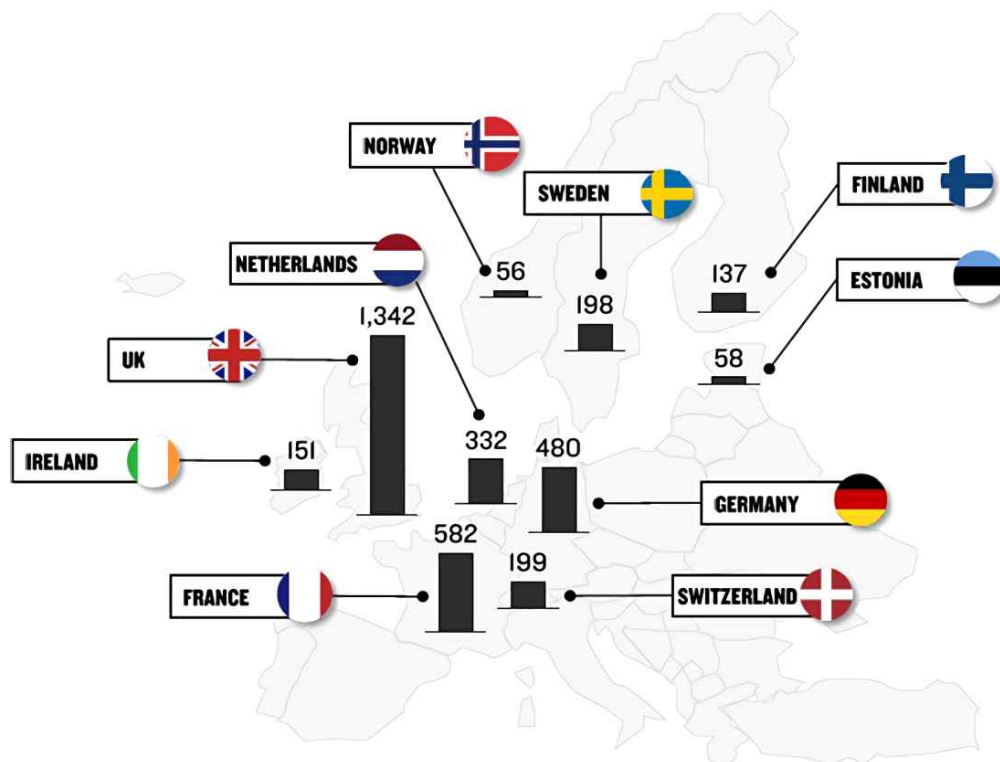 NORWAY
SWEDEN
FINLAND
NETHERLANDS
56
137
ESTONIA
1,342
198
UK
58
IRELAND
151
332
480
GERMANY
582
199
FRANCE
SWITZERLAND